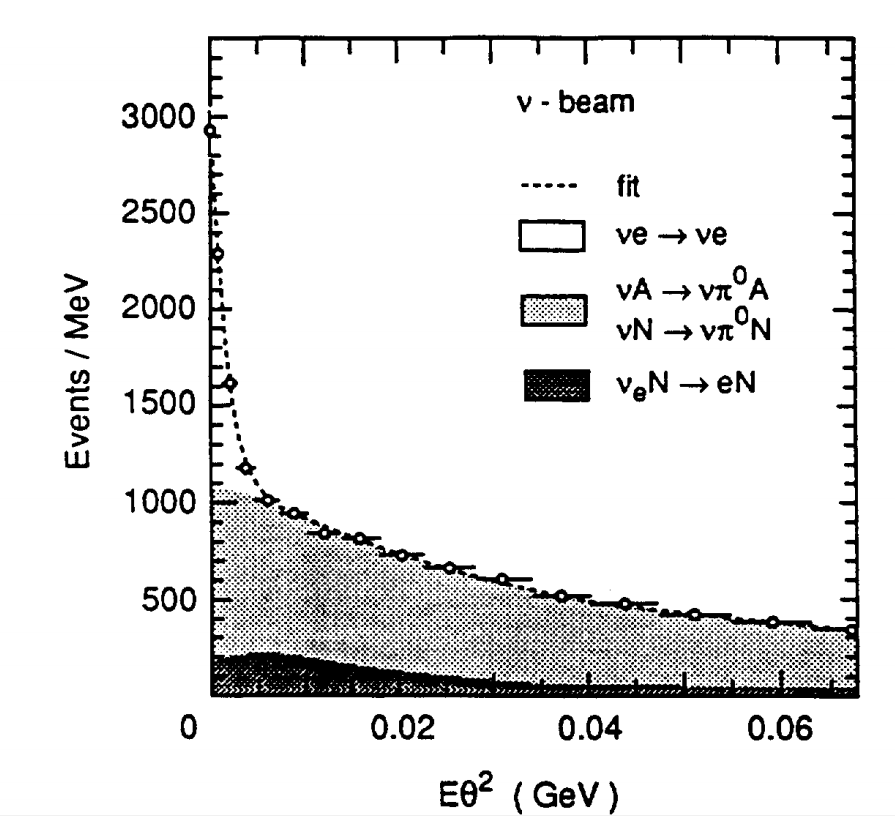 ν - beam
fit
νe → νe
νA → νπ⁰A
νN → νπ⁰N
νₑN → eN
Events / MeV
3000
2500
2000
1500
1000
500
0
0.02
0.04
0.06
Eθ² ( GeV )